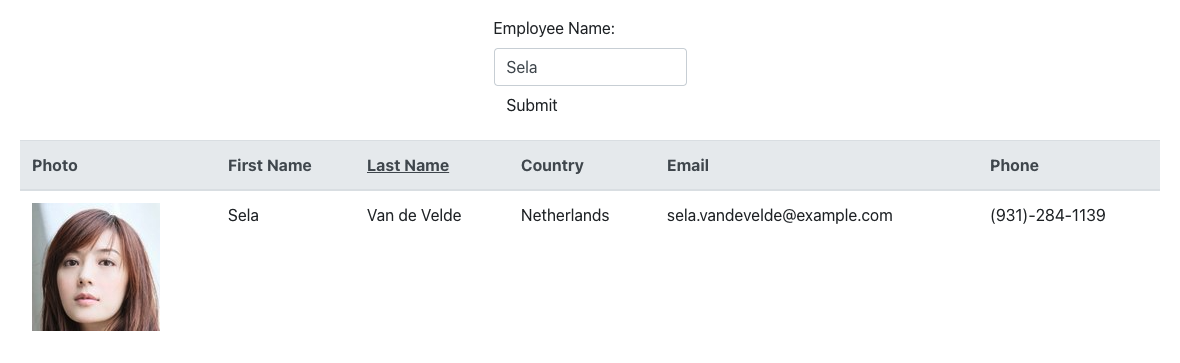 Employee Name:
Sela
Submit
Photo First Name Last Name Country Email Phone
Sela Van de Velde Netherlands sela.vandevelde@example.com (931)-284-1139